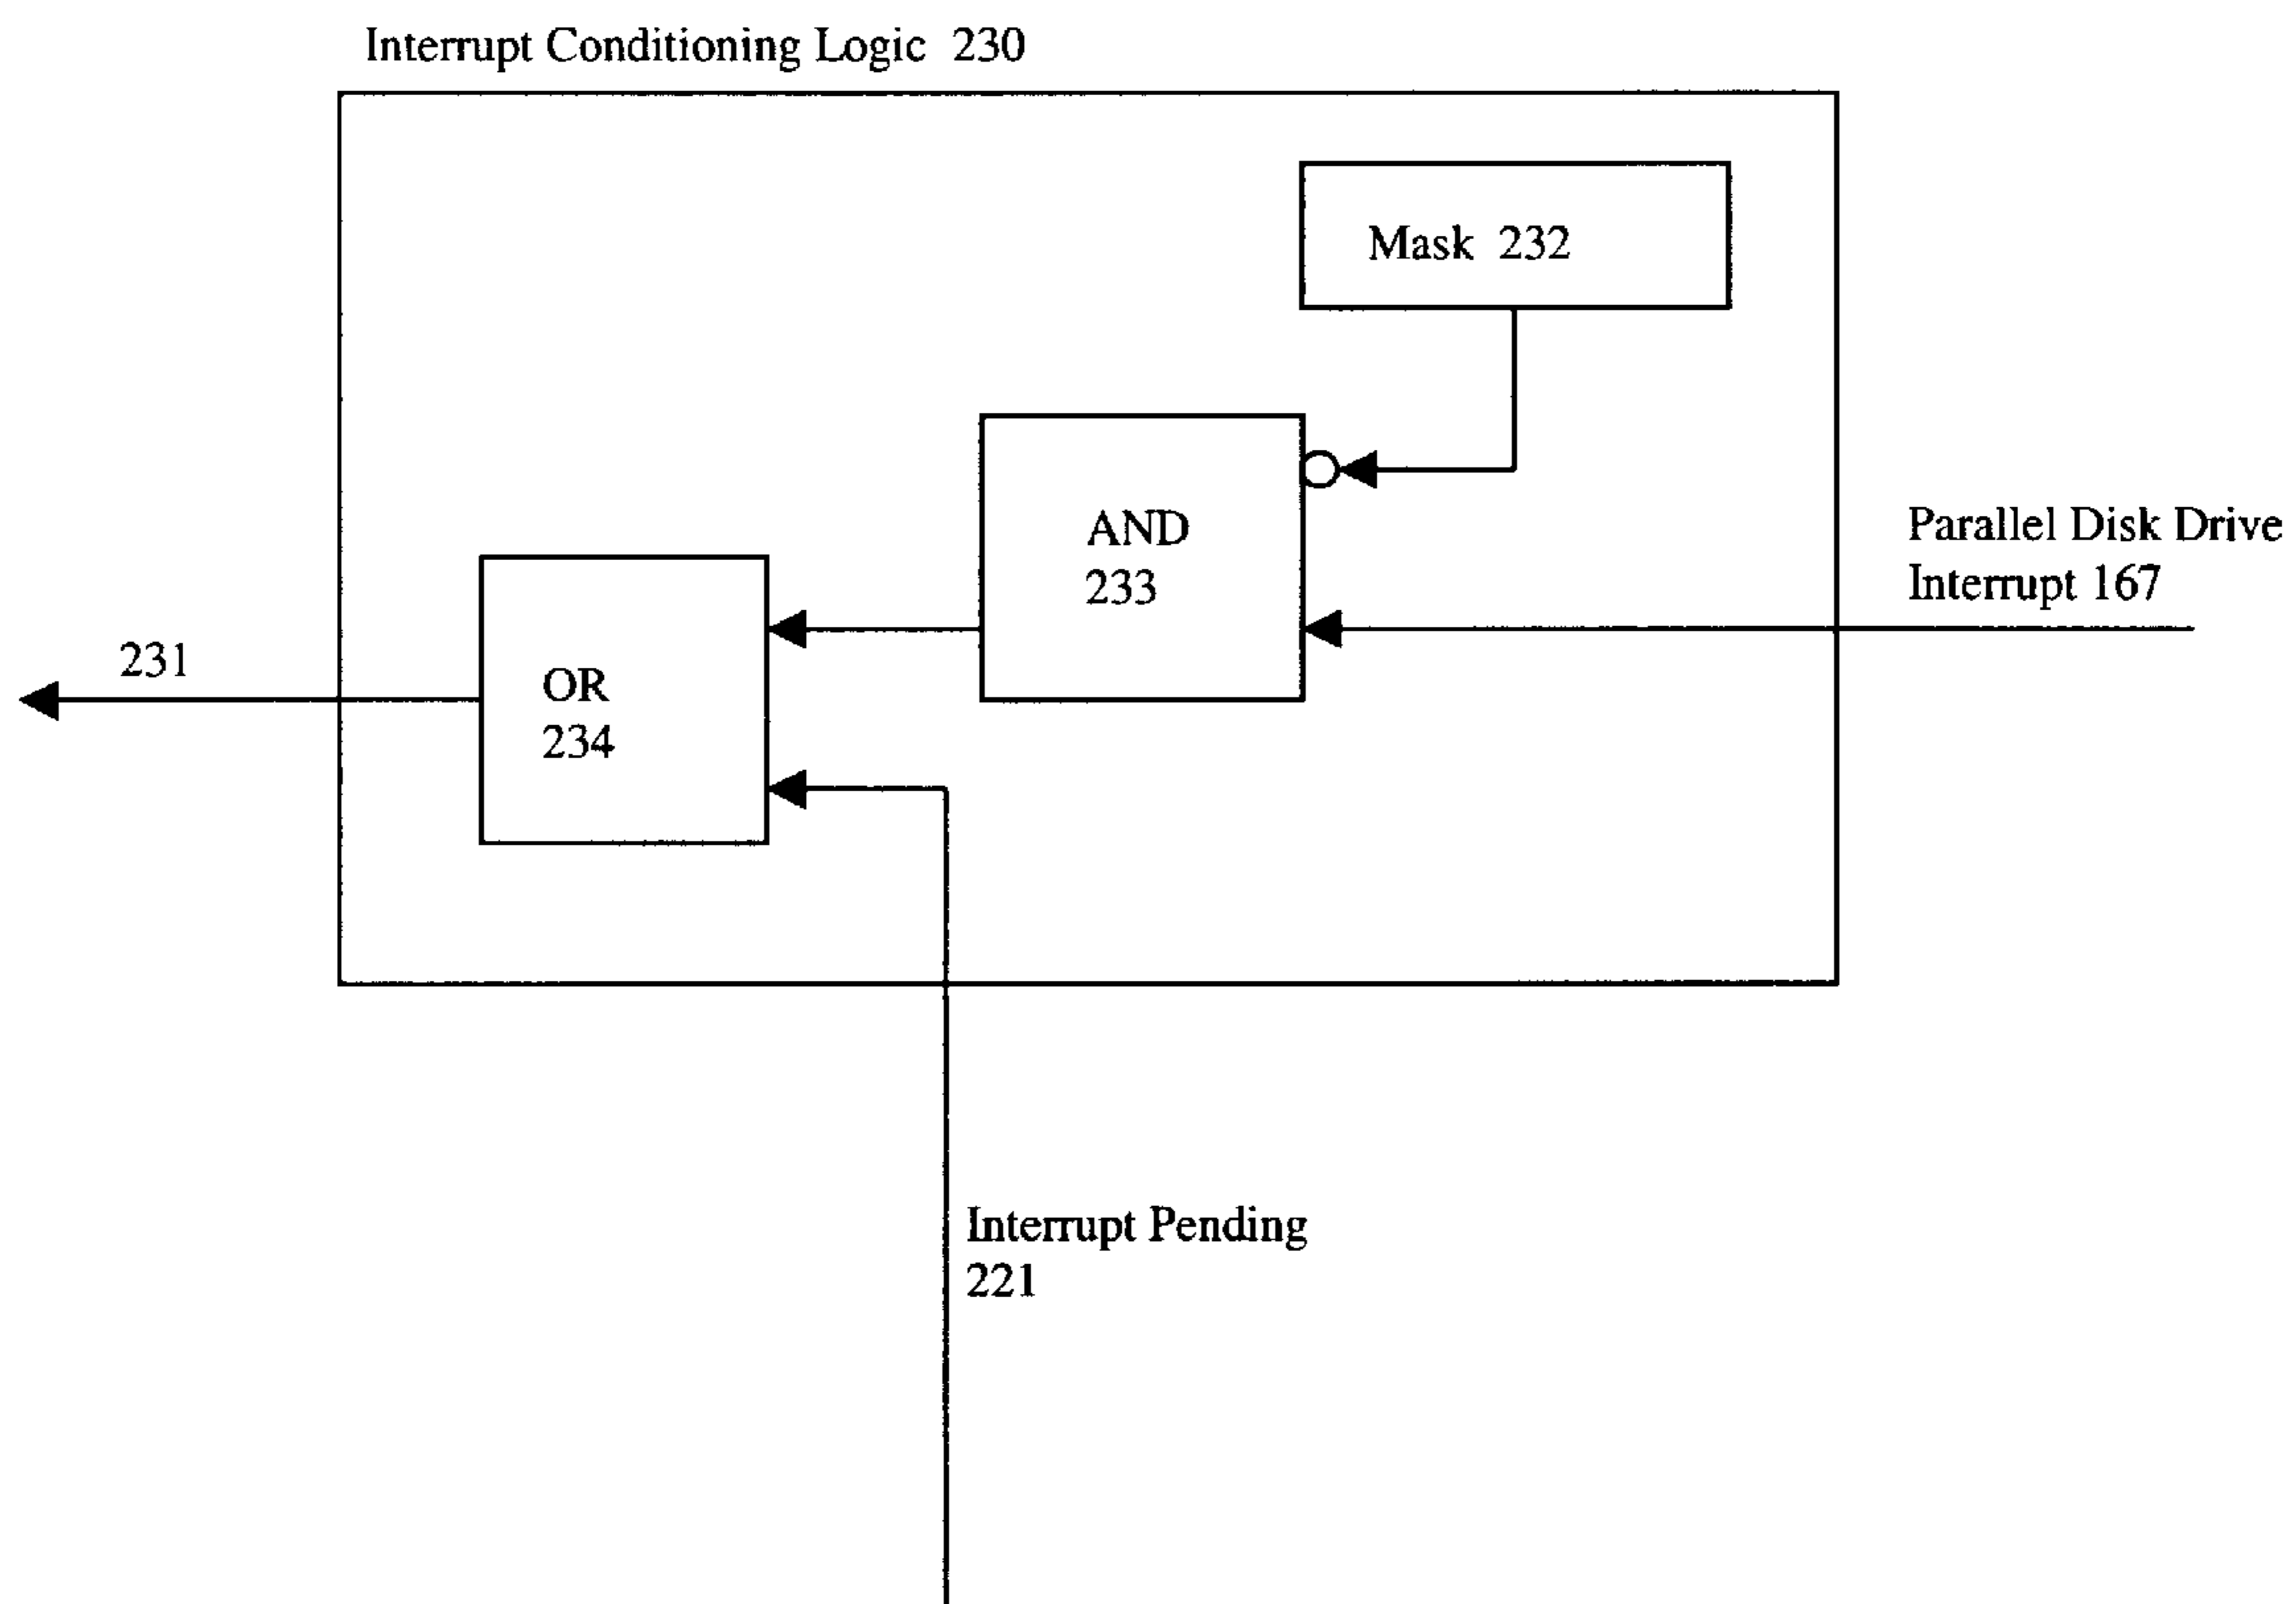 Interrupt Conditioning Logic 230
Mask 232
AND
233
Parallel Disk Drive
Interrupt 167
231
OR
234
Interrupt Pending
221